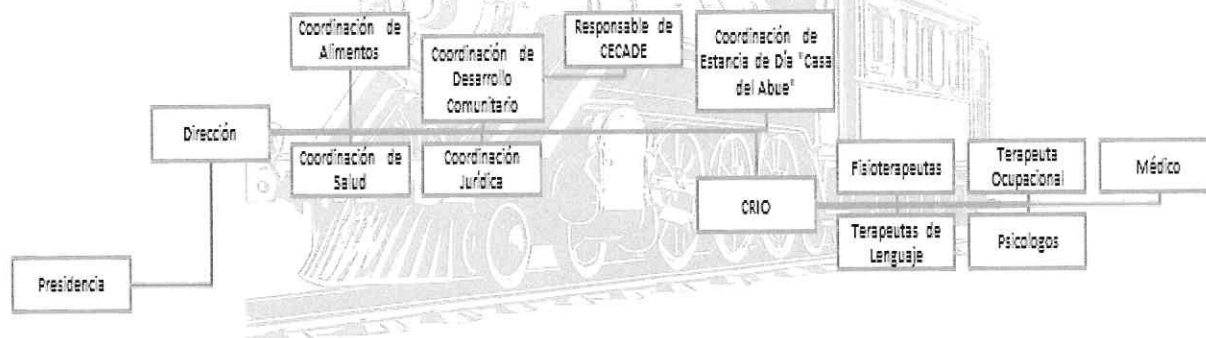 Coordinación de
Alimentos
Coordinación de
Desarrollo
Comunitario
Responsable de
CECADE
Coordinación de
Estancia de Día "Casa
del Abue"
Dirección
Coordinación de
Salud
Coordinación
Jurídica
CRIO
Fisioterapeutas
Terapeuta
Ocupacional
Médico
Terapeutas de
Lenguaje
Psicologos
Presidencia